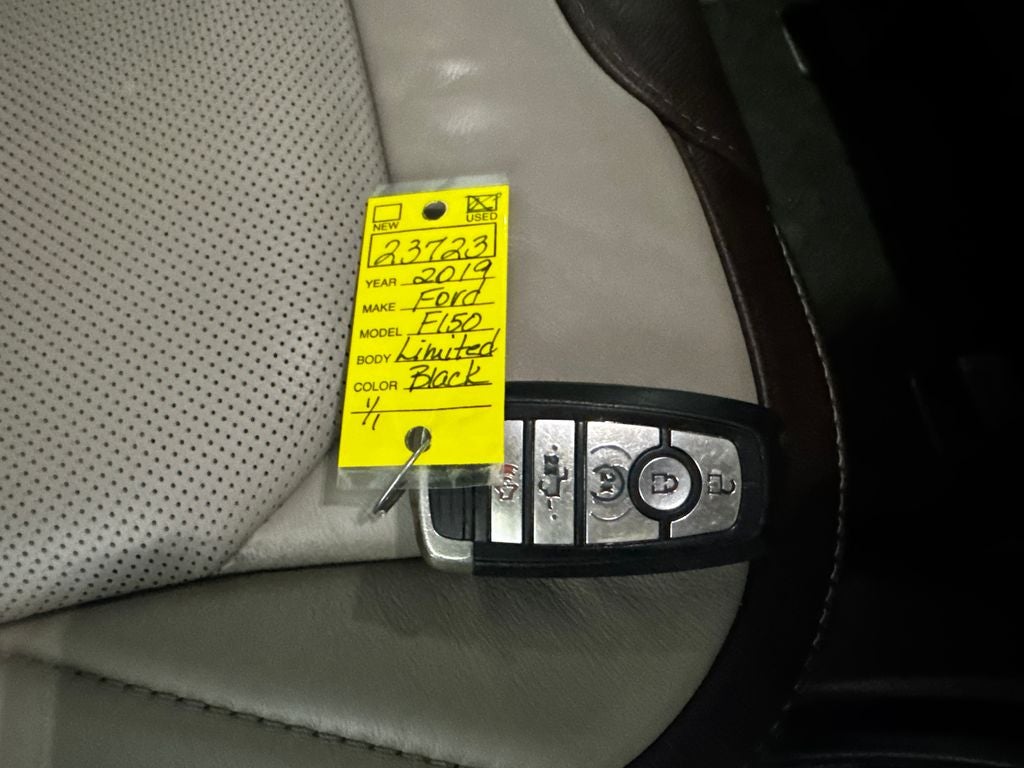 NEW USED
23723
YEAR 2019
MAKE Ford
MODEL F150
BODY Limited
COLOR Black
1/1